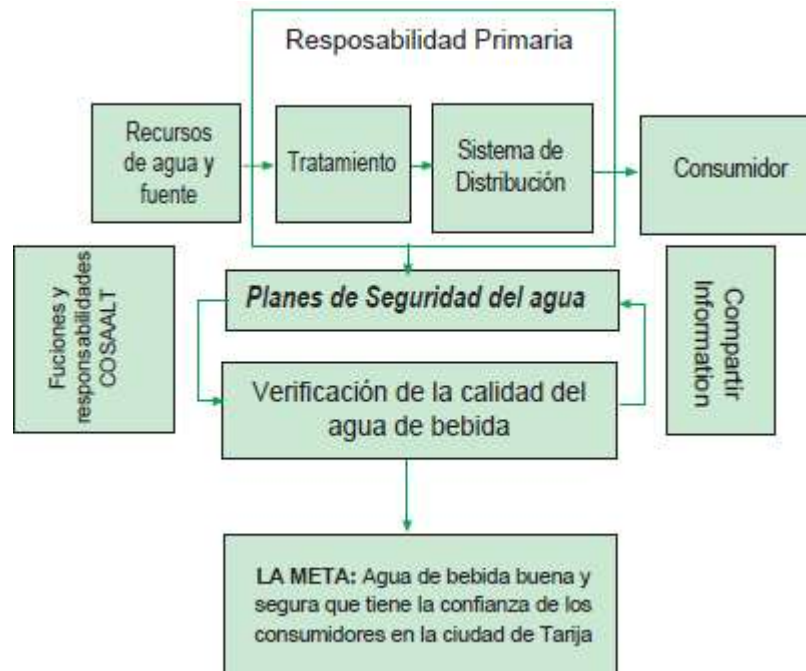 Resposabilidad Primaria
Recursos
de agua y
fuente
Tratamiento
Sistema de
Distribución
Consumidor
Fuciones y
responsabilidades
COSAALT
Planes de Seguridad del agua
Compartir
Information
Verificación de la calidad del
agua de bebida
LA META: Agua de bebida buena y
segura que tiene la confianza de los
consumidores en la ciudad de Tarija